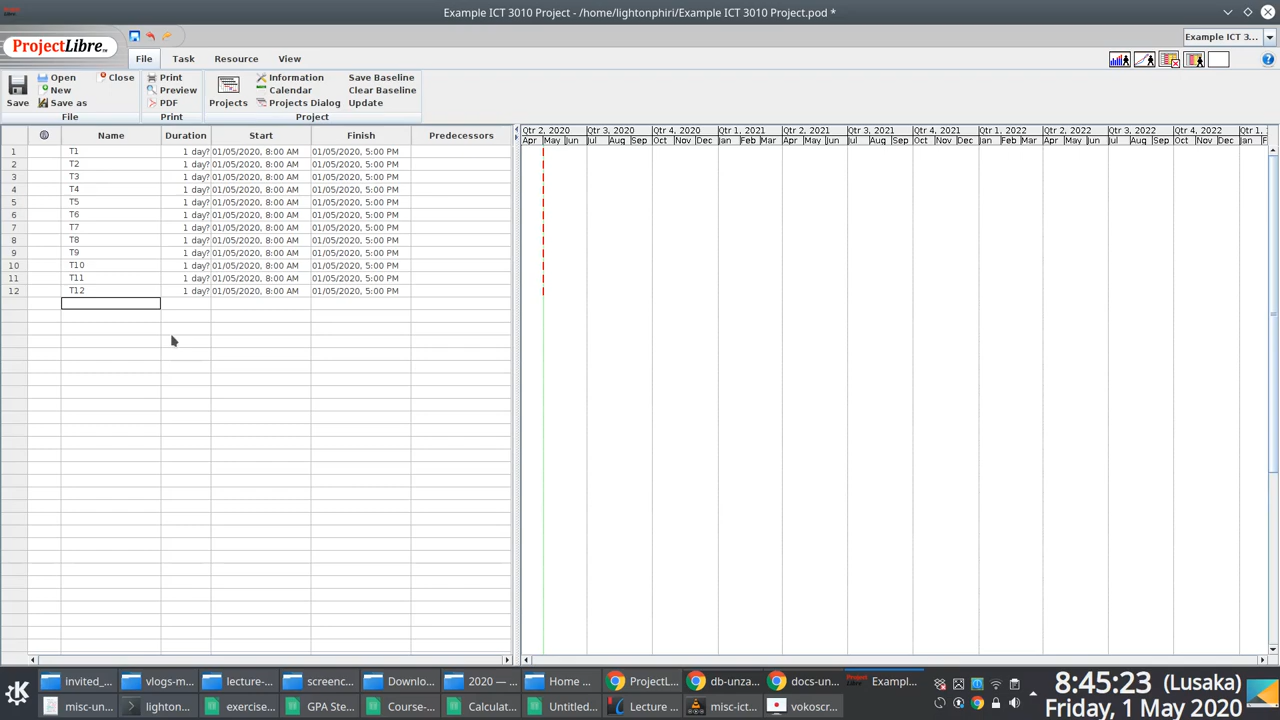 Example ICT 3010 Project - /home/lightonphiri/Example ICT 3010 Project.pod *
ProjectLibre
Example ICT 3...
File Task Resource View
Save Open New Save as Close
File
Print Preview PDF
Print
Projects Information Calendar Projects Dialog
Save Baseline Clear Baseline Update
Project
Name Duration Start Finish Predecessors
1 T1 1 day? 01/05/2020, 8:00 AM 01/05/2020, 5:00 PM
2 T2 1 day? 01/05/2020, 8:00 AM 01/05/2020, 5:00 PM
3 T3 1 day? 01/05/2020, 8:00 AM 01/05/2020, 5:00 PM
4 T4 1 day? 01/05/2020, 8:00 AM 01/05/2020, 5:00 PM
5 T5 1 day? 01/05/2020, 8:00 AM 01/05/2020, 5:00 PM
6 T6 1 day? 01/05/2020, 8:00 AM 01/05/2020, 5:00 PM
7 T7 1 day? 01/05/2020, 8:00 AM 01/05/2020, 5:00 PM
8 T8 1 day? 01/05/2020, 8:00 AM 01/05/2020, 5:00 PM
9 T9 1 day? 01/05/2020, 8:00 AM 01/05/2020, 5:00 PM
10 T10 1 day? 01/05/2020, 8:00 AM 01/05/2020, 5:00 PM
11 T11 1 day? 01/05/2020, 8:00 AM 01/05/2020, 5:00 PM
12 T12 1 day? 01/05/2020, 8:00 AM 01/05/2020, 5:00 PM
Qtr 2, 2020 Qtr 3, 2020 Qtr 4, 2020 Qtr 1, 2021 Qtr 2, 2021 Qtr 3, 2021 Qtr 4, 2021 Qtr 1, 2022 Qtr 2, 2022 Qtr 3, 2022 Qtr 4, 2022 Qtr 1,
Apr May Jun Jul Aug Sep Oct Nov Dec Jan Feb Mar Apr May Jun Jul Aug Sep Oct Nov Dec Jan Feb Mar Apr May Jun Jul Aug Sep Oct Nov Dec Jan
invited_... vlogs-m... lecture-... screenc... Downlo... 2020 —... Home ... ProjectL... db-unza... docs-un... Exampl...
misc-un... lighton... exercise... GPA Ste... Course-... Calculat... Untitled... Lecture ... misc-ict... vokoscr...
8:45:23 (Lusaka)
Friday, 1 May 2020